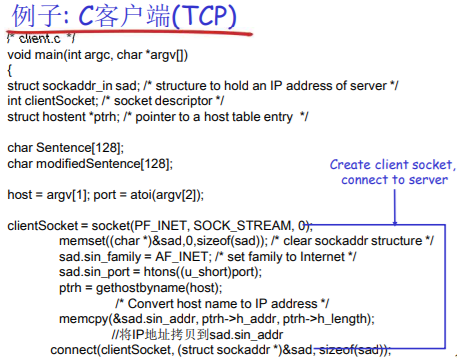 例子: C客户端(TCP)
/* client.c */
void main(int argc, char *argv[])
{
struct sockaddr_in sad; /* structure to hold an IP address of server */
int clientSocket; /* socket descriptor */
struct hostent *ptrh; /* pointer to a host table entry */
char Sentence[128];
char modifiedSentence[128];
Create client socket,
connect to server
host = argv[1]; port = atoi(argv[2]);
clientSocket = socket(PF_INET, SOCK_STREAM, 0);
memset((char *)&sad,0,sizeof(sad)); /* clear sockaddr structure */
sad.sin_family = AF_INET; /* set family to Internet */
sad.sin_port = htons((u_short)port);
ptrh = gethostbyname(host);
/* Convert host name to IP address */
memcpy(&sad.sin_addr, ptrh->h_addr, ptrh->h_length);
//将IP地址拷贝到sad.sin_addr
connect(clientSocket, (struct sockaddr *)&sad, sizeof(sad));